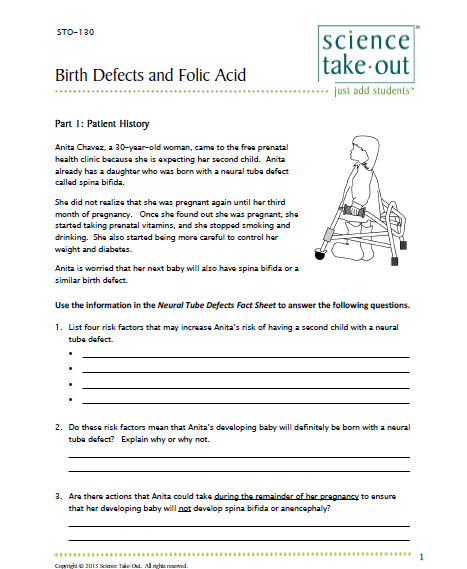 STO-130
science
take·out
just add students™
Birth Defects and Folic Acid
Part 1: Patient History
Anita Chavez, a 30-year-old woman, came to the free prenatal
health clinic because she is expecting her second child. Anita
already has a daughter who was born with a neural tube defect
called spina bifida.
She did not realize that she was pregnant again until her third
month of pregnancy. Once she found out she was pregnant, she
started taking prenatal vitamins, and she stopped smoking and
drinking. She also started being more careful to control her
weight and diabetes.
Anita is worried that her next baby will also have spina bifida or a
similar birth defect.
Use the information in the Neural Tube Defects Fact Sheet to answer the following questions.
1. List four risk factors that may increase Anita's risk of having a second child with a neural
tube defect.
•
•
•
•
2. Do these risk factors mean that Anita's developing baby will definitely be born with a neural
tube defect? Explain why or why not.
3. Are there actions that Anita could take during the remainder of her pregnancy to ensure
that her developing baby will not develop spina bifida or anencephaly?
1
Copyright © 2013 Science Take-Out. All rights reserved.